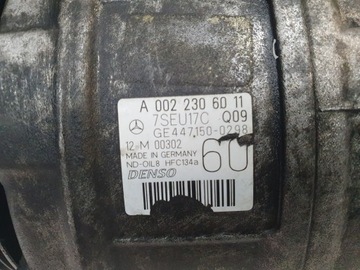 A 002 230 60 11
7SEU17C Q09
GE447150-0298
12 M 00302 60
MADE IN GERMANY
ND-OIL8 HFC134a
DENSO